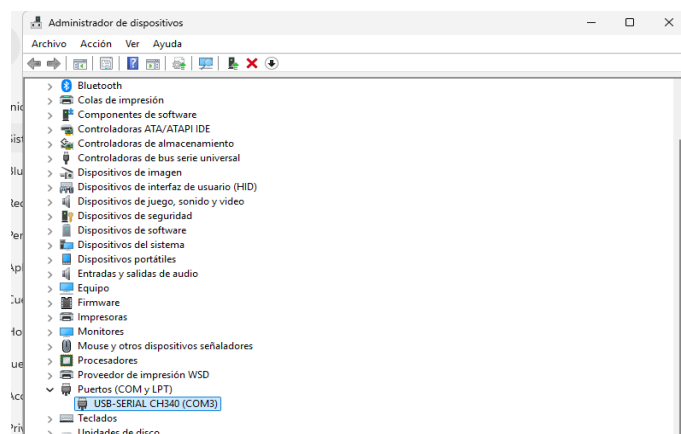 Administrador de dispositivos
Archivo Acción Ver Ayuda
Bluetooth
Colas de impresión
Componentes de software
Controladoras ATA/ATAPI IDE
Controladoras de almacenamiento
Controladoras de bus serie universal
Dispositivos de imagen
Dispositivos de interfaz de usuario (HID)
Dispositivos de juego, sonido y video
Dispositivos de seguridad
Dispositivos de software
Dispositivos del sistema
Dispositivos portátiles
Entradas y salidas de audio
Equipo
Firmware
Impresoras
Monitores
Mouse y otros dispositivos señaladores
Procesadores
Proveedor de impresión WSD
Puertos (COM y LPT)
USB-SERIAL CH340 (COM3)
Teclados
Unidades de disco